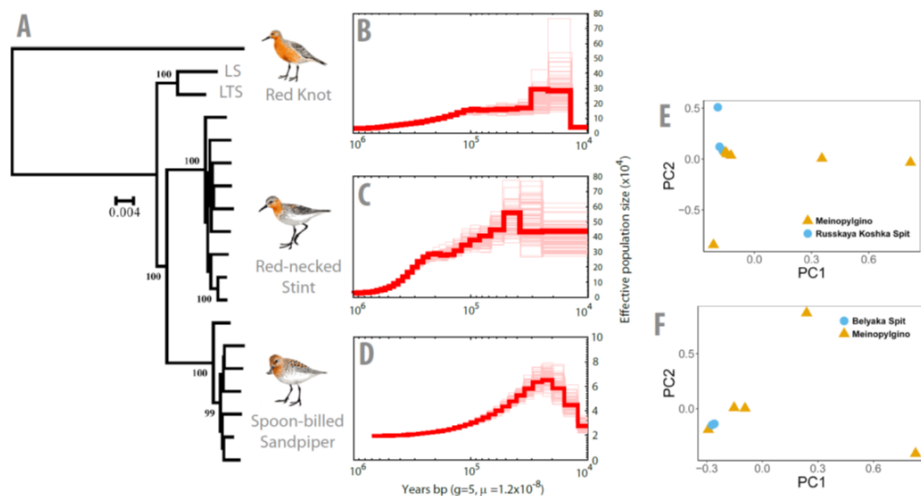 A
B
C
D
E
F
LS
LTS
Red Knot
Red-necked
Stint
Spoon-billed
Sandpiper
100
100
100
100
100
99
0.004
80
70
60
50
40
30
20
10
0
10⁶
10⁵
10⁴
80
70
60
50
40
30
20
10
0
10⁶
10⁵
10⁴
10
8
6
4
2
0
10⁶
10⁵
10⁴
Effective population size (x10⁴)
Years bp (g=5, μ =1.2x10⁻⁸)
0.5
0.0
−0.5
PC2
Meinopylgino
Russkaya Koshka Spit
0.0
0.3
0.6
PC1
Belyaka Spit
Meinopylgino
0.5
0.0
PC2
−0.3
0.0
0.3
0.6
PC1